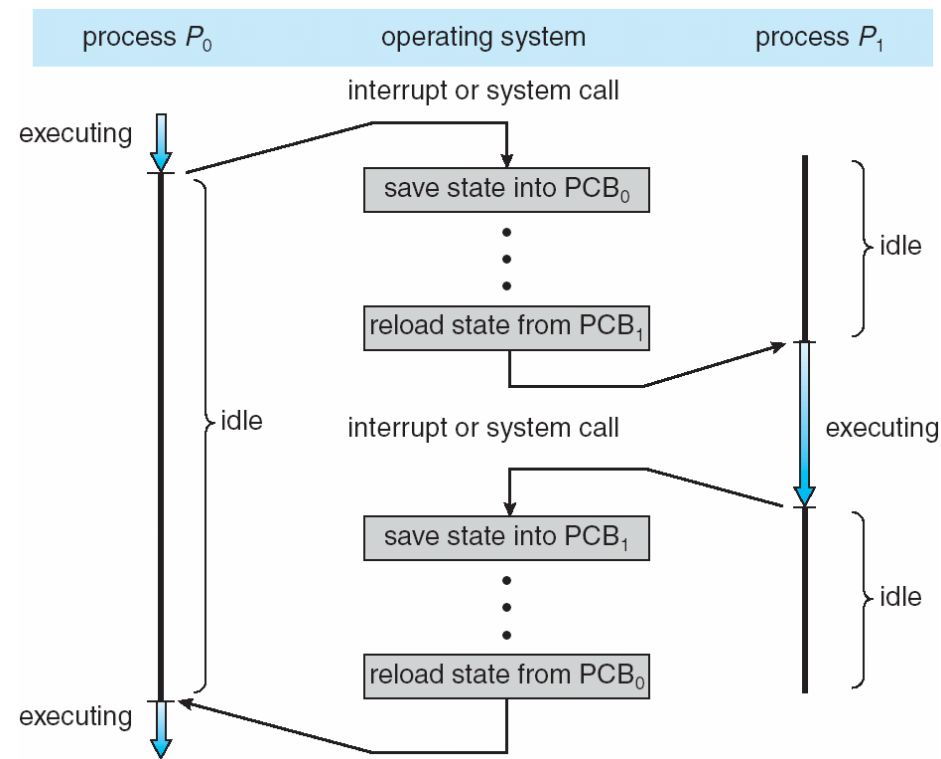 process P₀ operating system process P₁
interrupt or system call
executing
save state into PCB₀
idle
reload state from PCB₁
idle
interrupt or system call
executing
save state into PCB₁
idle
reload state from PCB₀
executing